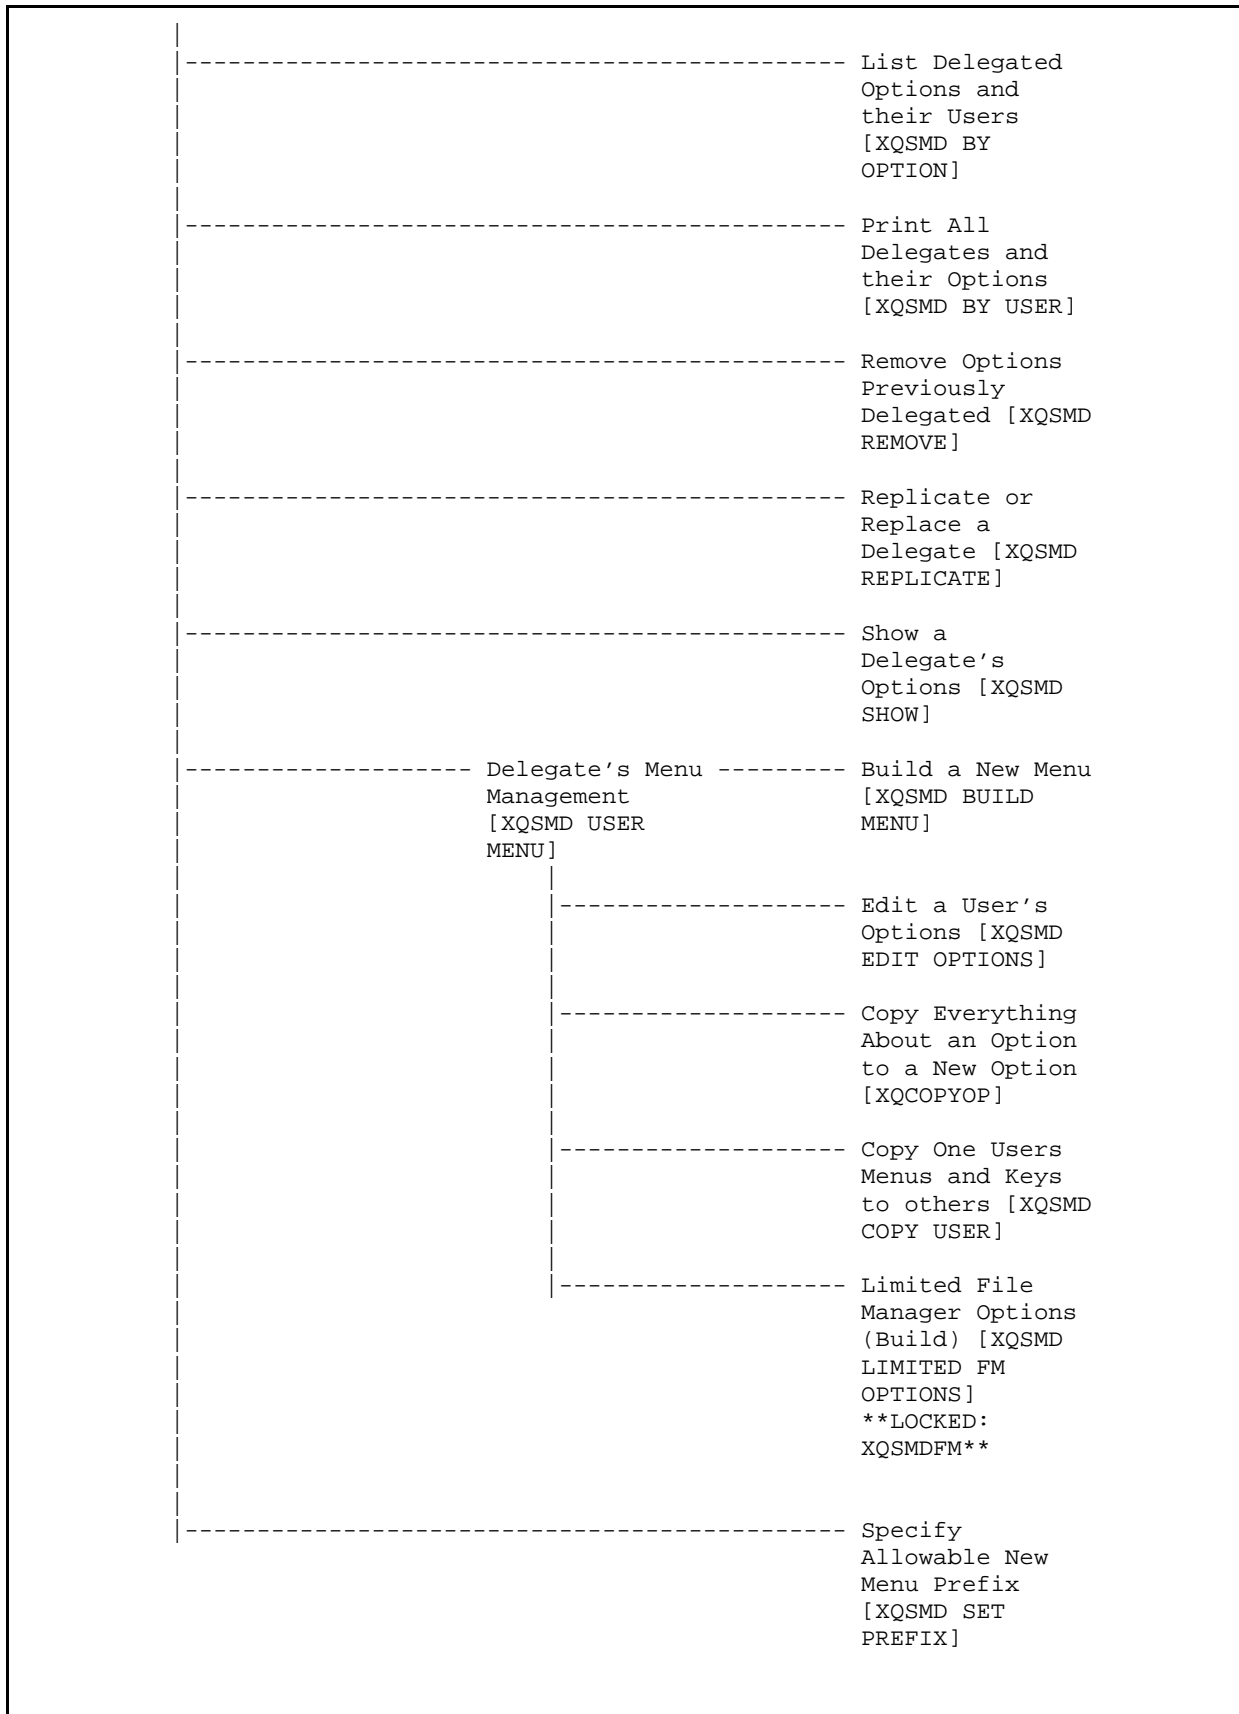 List Delegated
Options and
their Users
[XQSMD BY
OPTION]
Print All
Delegates and
their Options
[XQSMD BY USER]
Remove Options
Previously
Delegated [XQSMD
REMOVE]
Replicate or
Replace a
Delegate [XQSMD
REPLICATE]
Show a
Delegate’s
Options [XQSMD
SHOW]
Delegate’s Menu
Management
[XQSMD USER
MENU]
Build a New Menu
[XQSMD BUILD
MENU]
Edit a User’s
Options [XQSMD
EDIT OPTIONS]
Copy Everything
About an Option
to a New Option
[XQCOPYOP]
Copy One Users
Menus and Keys
to others [XQSMD
COPY USER]
Limited File
Manager Options
(Build) [XQSMD
LIMITED FM
OPTIONS]
**LOCKED:
XQSMDFM**
Specify
Allowable New
Menu Prefix
[XQSMD SET
PREFIX]